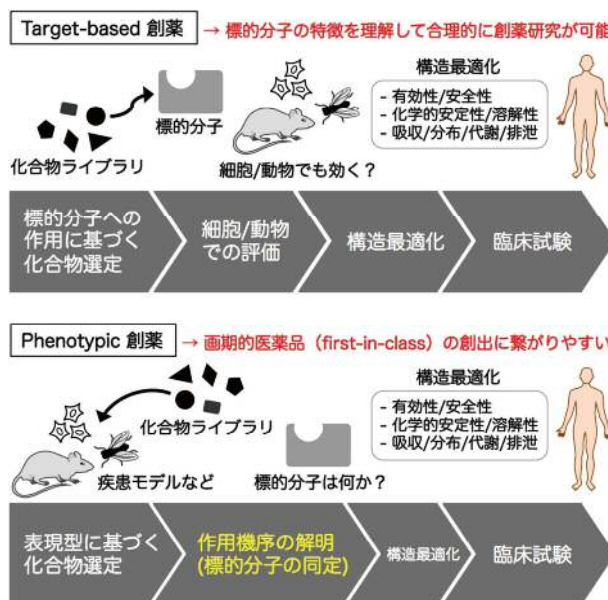 Target-based 創薬
→ 標的分子の特徴を理解して合理的に創薬研究が可能
標的分子
化合物ライブラリ
細胞/動物でも効く？
構造最適化
- 有効性/安全性
- 化学的安定性/溶解性
- 吸収/分布/代謝/排泄
標的分子への
作用に基づく
化合物選定
細胞/動物
での評価
構造最適化
臨床試験
Phenotypic 創薬
→ 画期的医薬品（first-in-class）の創出に繋がりやすい
化合物ライブラリ
疾患モデルなど
標的分子は何か？
構造最適化
- 有効性/安全性
- 化学的安定性/溶解性
- 吸収/分布/代謝/排泄
表現型に基づく
化合物選定
作用機序の解明
(標的分子の同定)
構造最適化
臨床試験